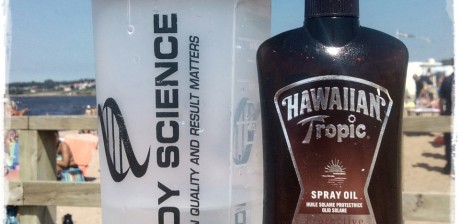 DY SCIENCE
N QUALITY AND RESULT MATTERS
HAWAIIAN
Tropic
SPRAY OIL
HUILE SOLAIRE PROTECTRICE
OLIO SOLARE